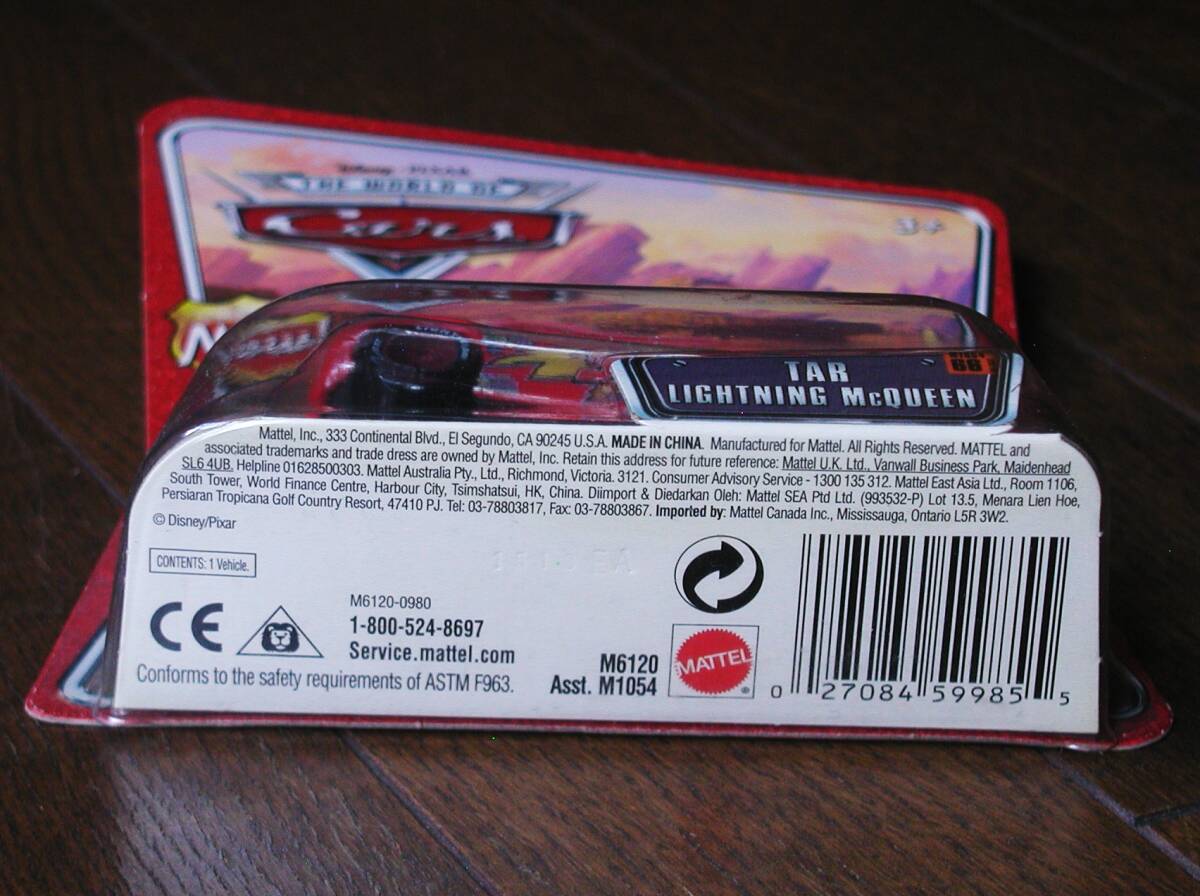 Disney · PIXAR
THE WORLD OF
Cars
3+
TAR
LIGHTNING McQUEEN
Mattel, Inc., 333 Continental Blvd., El Segundo, CA 90245 U.S.A. MADE IN CHINA. Manufactured for Mattel. All Rights Reserved. MATTEL and
associated trademarks and trade dress are owned by Mattel, Inc. Retain this address for future reference: Mattel U.K. Ltd., Vanwall Business Park, Maidenhead
SL6 4UB. Helpline 01628500303. Mattel Australia Pty., Ltd., Richmond, Victoria. 3121. Consumer Advisory Service - 1300 135 312. Mattel East Asia Ltd., Room 1106,
South Tower, World Finance Centre, Harbour City, Tsimshatsui, HK, China. Diimport & Diedarkan Oleh: Mattel SEA Ptd Ltd. (993532-P) Lot 13.5, Menara Lien Hoe,
Persiaran Tropicana Golf Country Resort, 47410 PJ. Tel: 03-78803817, Fax: 03-78803867. Imported by: Mattel Canada Inc., Mississauga, Ontario L5R 3W2.
© Disney/Pixar
CONTENTS: 1 Vehicle.
CE
M6120-0980
1-800-524-8697
Service.mattel.com
Conforms to the safety requirements of ASTM F963.
M6120
Asst. M1054
MATTEL
®
0 27084 59985 5